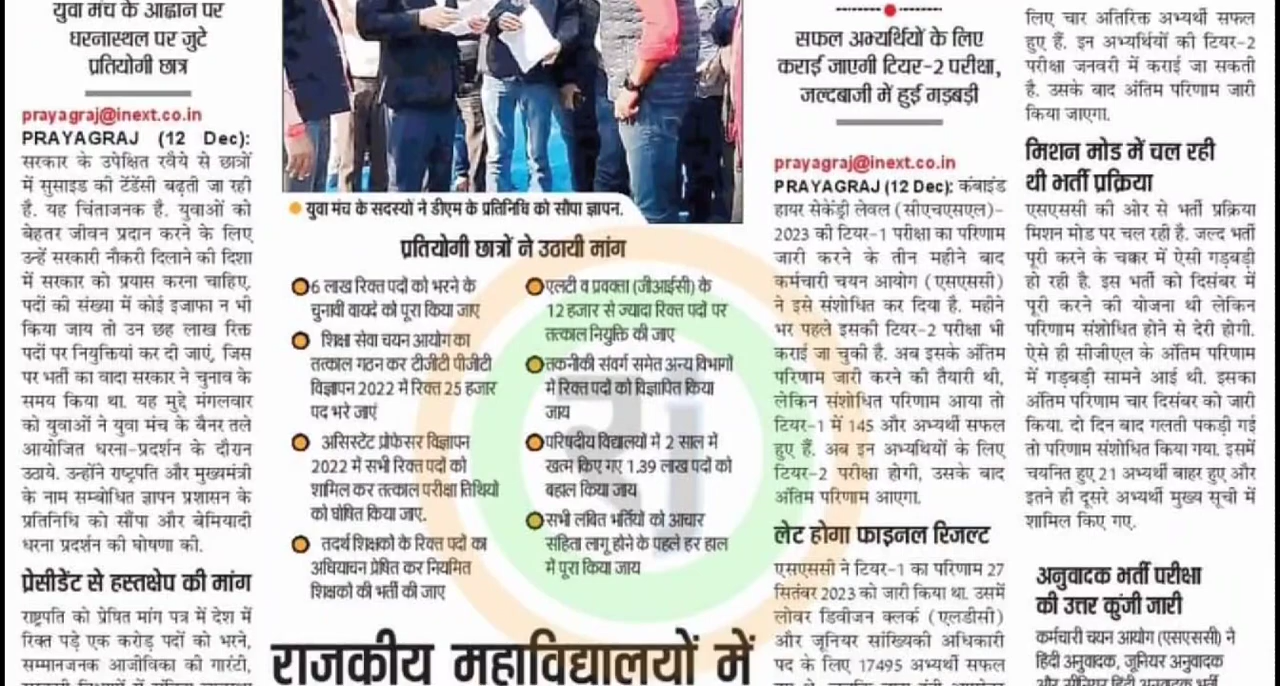 युवा मंच के आह्वान पर
धरनास्थल पर जुटे
प्रतियोगी छात्र
prayagraj@inext.co.in
PRAYAGRAJ (12 Dec):
सरकार के उपेक्षित रवैये से छात्रों
में सुसाइड की टेंडेंसी बढ़ती जा रही
है. यह चिंताजनक है. युवाओं को
बेहतर जीवन प्रदान करने के लिए
उन्हें सरकारी नौकरी दिलाने की दिशा
में सरकार को प्रयास करना चाहिए.
पदों की संख्या में कोई इजाफा न भी
किया जाय तो उन छह लाख रिक्त
पदों पर नियुक्तियां कर दी जाएं, जिस
पर भर्ती का वादा सरकार ने चुनाव के
समय किया था. यह मुद्दे मंगलवार
को युवाओं ने युवा मंच के बैनर तले
आयोजित धरना-प्रदर्शन के दौरान
उठाये. उन्होंने राष्ट्रपति और मुख्यमंत्री
के नाम सम्बोधित ज्ञापन प्रशासन के
प्रतिनिधि को सौंपा और बेमियादी
धरना प्रदर्शन की घोषणा की.
प्रेसीडेंट से हस्तक्षेप की मांग
राष्ट्रपति को प्रेषित मांग पत्र में देश में
रिक्त पड़े एक करोड़ पदों को भरने,
सम्मानजनक आजीविका की गारंटी,
युवा मंच के सदस्यों ने डीएम के प्रतिनिधि को सौंपा ज्ञापन.
प्रतियोगी छात्रों ने उठायी मांग
6 लाख रिक्त पदों को भरने के
चुनावी वायदे को पूरा किया जाए
शिक्षा सेवा चयन आयोग का
तत्काल गठन कर टीजीटी पीजीटी
विज्ञापन 2022 में रिक्त 25 हजार
पद भरे जाएं
असिस्टेंट प्रोफेसर विज्ञापन
2022 में सभी रिक्त पदों को
शामिल कर तत्काल परीक्षा तिथियों
को घोषित किया जाए.
तदर्थ शिक्षकों के रिक्त पदों का
अधियाचन प्रेषित कर नियमित
शिक्षकों की भर्ती की जाए
एलटी व प्रवक्ता (जीआईसी) के
12 हजार से ज्यादा रिक्त पदों पर
तत्काल नियुक्ति की जाए
तकनीकी संवर्ग समेत अन्य विभागों
में रिक्त पदों को विज्ञापित किया
जाय
परिषदीय विद्यालयों में 2 साल में
खत्म किए गए 1.39 लाख पदों को
बहाल किया जाय
सभी लंबित भर्तियों को आचार
संहिता लागू होने के पहले हर हाल
में पूरा किया जाय
राजकीय महाविद्यालयों में
सफल अभ्यर्थियों के लिए
कराई जाएगी टियर-2 परीक्षा,
जल्दबाजी में हुई गड़बड़ी
prayagraj@inext.co.in
PRAYAGRAJ (12 Dec): कंबाइंड
हायर सेकेंड्री लेवल (सीएचएसएल)-
2023 की टियर-1 परीक्षा का परिणाम
जारी करने के तीन महीने बाद
कर्मचारी चयन आयोग (एसएससी)
ने इसे संशोधित कर दिया है. महीने
भर पहले इसकी टियर-2 परीक्षा भी
कराई जा चुकी है. अब इसके अंतिम
परिणाम जारी करने की तैयारी थी,
लेकिन संशोधित परिणाम आया तो
टियर-1 में 145 और अभ्यर्थी सफल
हुए हैं. अब इन अभ्यथियों के लिए
टियर-2 परीक्षा होगी, उसके बाद
अंतिम परिणाम आएगा.
लेट होगा फाइनल रिजल्ट
एसएससी ने टियर-1 का परिणाम 27
सितंबर 2023 को जारी किया था. उसमें
लोवर डिवीजन क्लर्क (एलडीसी)
और जूनियर सांख्यिकी अधिकारी
पद के लिए 17495 अभ्यर्थी सफल
लिए चार अतिरिक्त अभ्यर्थी सफल
हुए हैं. इन अभ्यर्थियों की टियर-2
परीक्षा जनवरी में कराई जा सकती
है. उसके बाद अंतिम परिणाम जारी
किया जाएगा.
मिशन मोड में चल रही
थी भर्ती प्रक्रिया
एसएससी की ओर से भर्ती प्रक्रिया
मिशन मोड पर चल रही है. जल्द भर्ती
पूरी करने के चक्कर में ऐसी गड़बड़ी
हो रही है. इस भर्ती को दिसंबर में
पूरी करने की योजना थी लेकिन
परिणाम संशोधित होने से देरी होगी.
ऐसे ही सीजीएल के अंतिम परिणाम
में गड़बड़ी सामने आई थी. इसका
अंतिम परिणाम चार दिसंबर को जारी
किया. दो दिन बाद गलती पकड़ी गई
तो परिणाम संशोधित किया गया. इसमें
चयनित हुए 21 अभ्यर्थी बाहर हुए और
इतने ही दूसरे अभ्यर्थी मुख्य सूची में
शामिल किए गए.
अनुवादक भर्ती परीक्षा
की उत्तर कुंजी जारी
कर्मचारी चयन आयोग (एसएससी) ने
हिंदी अनुवादक, जूनियर अनुवादक
और सीनियर हिंदी अनुवादक भर्ती